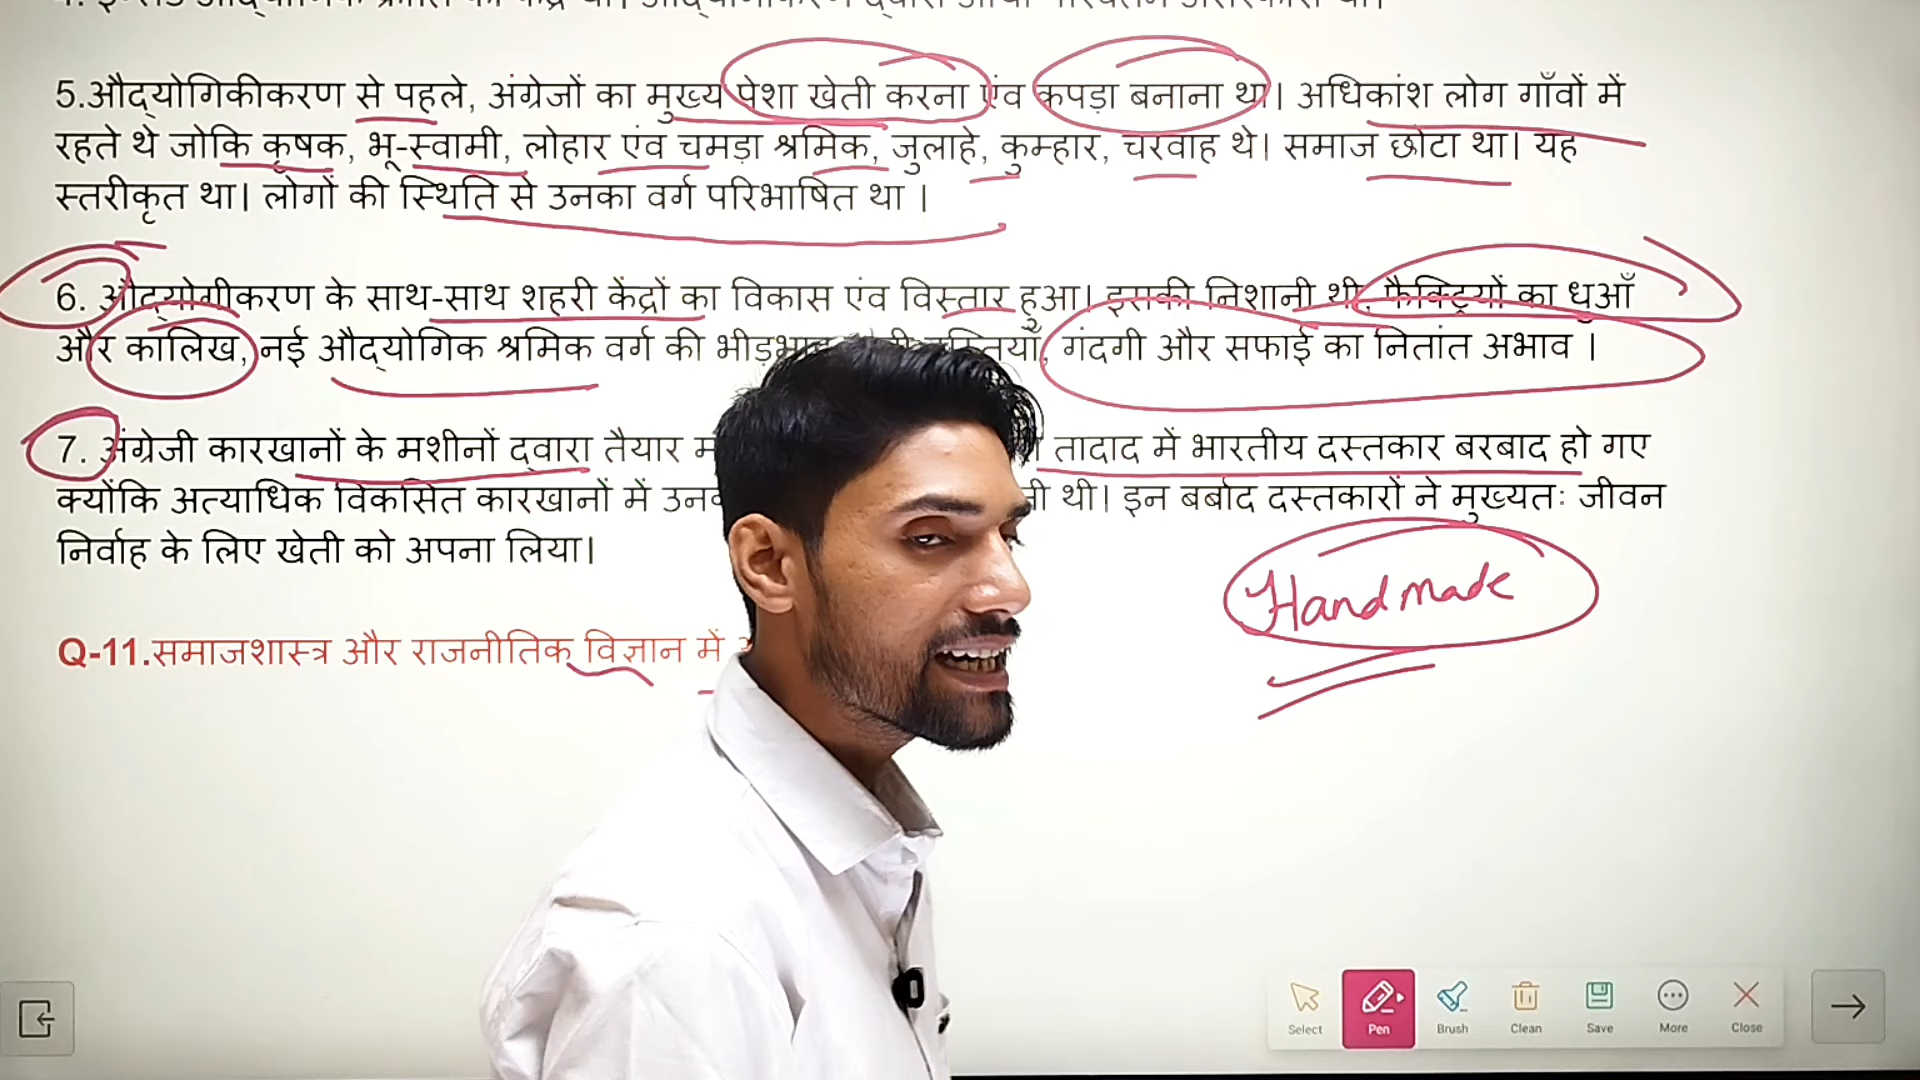 5.औद्योगिकीकरण से पहले, अंग्रेजों का मुख्य पेशा खेती करना एंव कपड़ा बनाना था। अधिकांश लोग गाँवों में
रहते थे जोकि कृषक, भू-स्वामी, लोहार एंव चमड़ा श्रमिक, जुलाहे, कुम्हार, चरवाह थे। समाज छोटा था। यह
स्तरीकृत था। लोगों की स्थिति से उनका वर्ग परिभाषित था ।
6. औद्योगीकरण के साथ-साथ शहरी केंद्रों का विकास एंव विस्तार हुआ। इसकी निशानी थी, फैक्ट्रियों का धुआँ
और कालिख, नई औद्योगिक श्रमिक वर्ग की गंदगी और सफाई का नितांत अभाव ।
7. अंग्रेजी कारखानों के मशीनों द्वारा तैयार तादाद में भारतीय दस्तकार बरबाद हो गए
क्योंकि अत्याधिक विकसित कारखानों में थी। इन बर्बाद दस्तकारों ने मुख्यतः जीवन
निर्वाह के लिए खेती को अपना लिया।
Handmade
Q-11.समाजशास्त्र और राजनीतिक विज्ञान में
Select
Pen
Brush
Clean
Save
More
Close